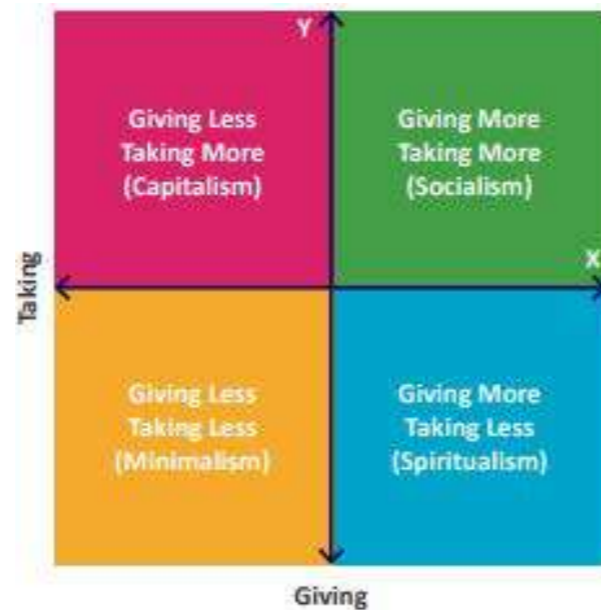 Y
Giving Less
Taking More
(Capitalism)
Giving More
Taking More
(Socialism)
X
Taking
Giving Less
Taking Less
(Minimalism)
Giving More
Taking Less
(Spiritualism)
Giving